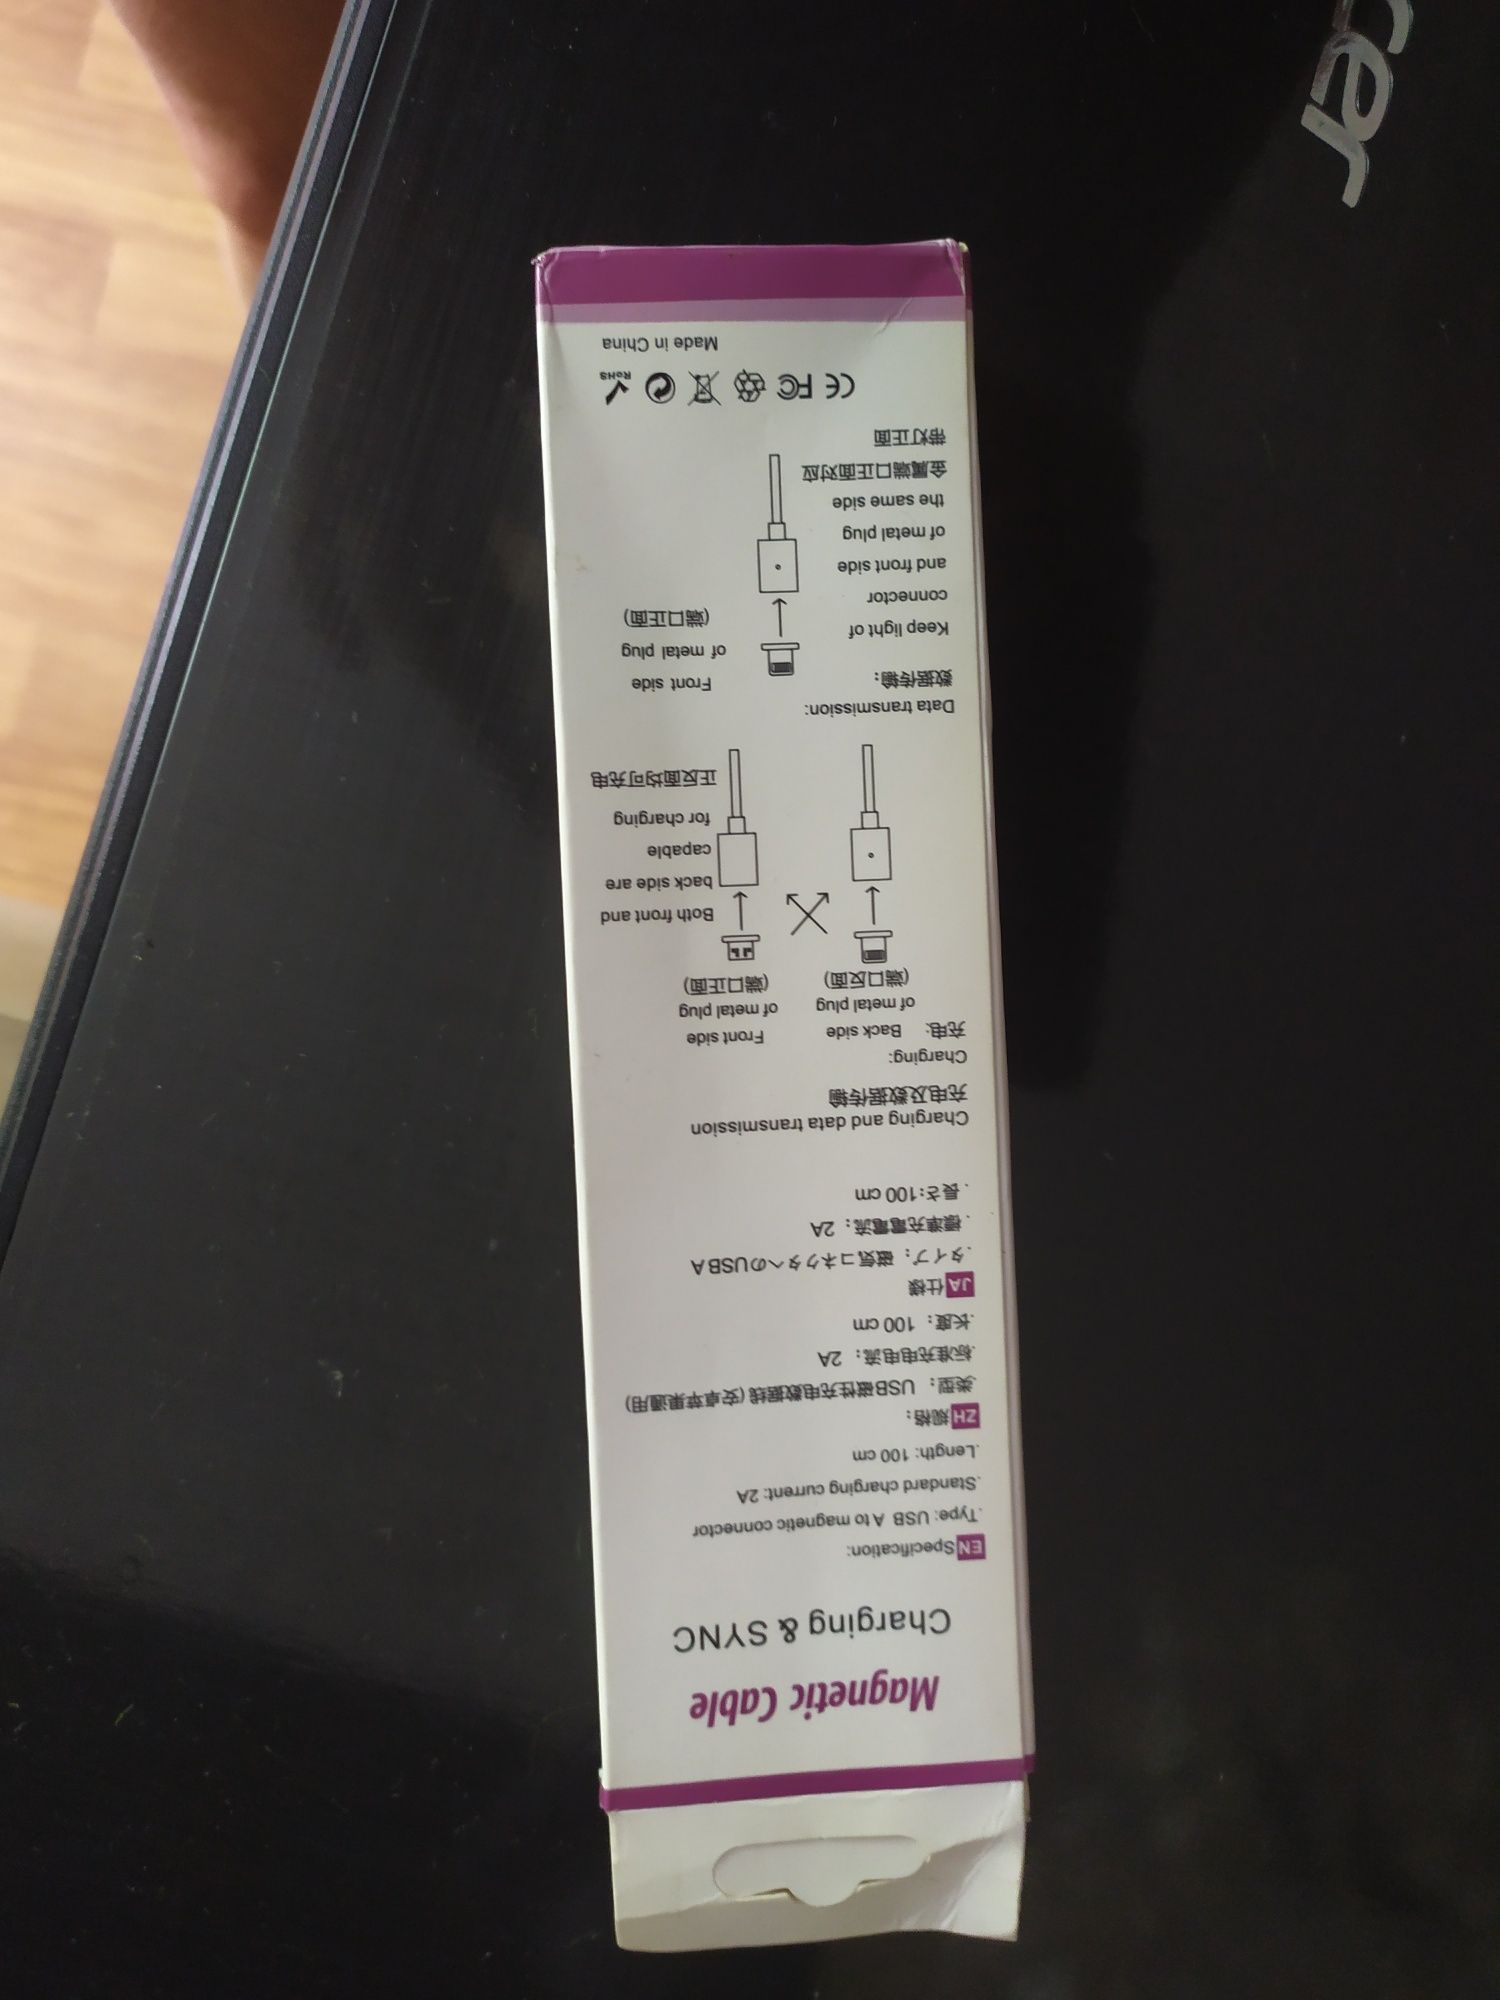 Magnetic Cable
Charging & SYNC
EN Specification:
.Type: USB A to magnetic connector
.Standard charging current: 2A
.Length: 100 cm
ZH 规格：
.类型： USB磁性充电数据线 (安卓苹果通用)
.标准充电电流： 2A
.长度： 100 cm
JA 仕様
.タイプ：磁気コネクタへのUSB A
.標準充電電流：2A
.長さ:100 cm
Charging and data transmission
充电及数据传输
Charging:
充电:
Back side
of metal plug
(端口反面)
Front side
of metal plug
(端口正面)
Both front and
back side are
capable
for charging
正反面均可充电
Data transmission:
数据传输：
Keep light of
connector
and front side
of metal plug
the same side
金属端口正面对应
带灯正面
Front side
of metal plug
(端口正面)
CE FC RoHS
Made in China
cer